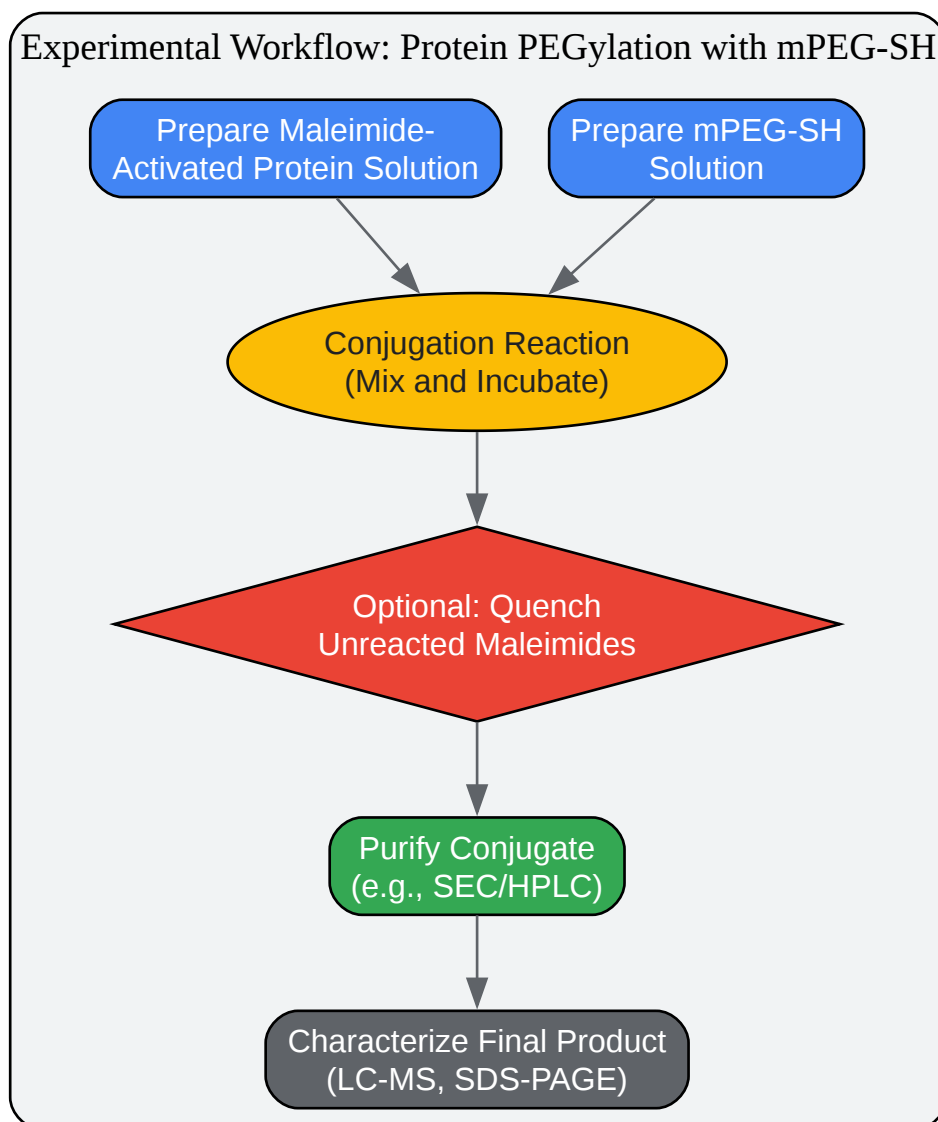 Experimental Workflow: Protein PEGylation with mPEG-SH
Prepare Maleimide-
Activated Protein Solution
Prepare mPEG-SH
Solution
Conjugation Reaction
(Mix and Incubate)
Optional: Quench
Unreacted Maleimides
Purify Conjugate
(e.g., SEC/HPLC)
Characterize Final Product
(LC-MS, SDS-PAGE)